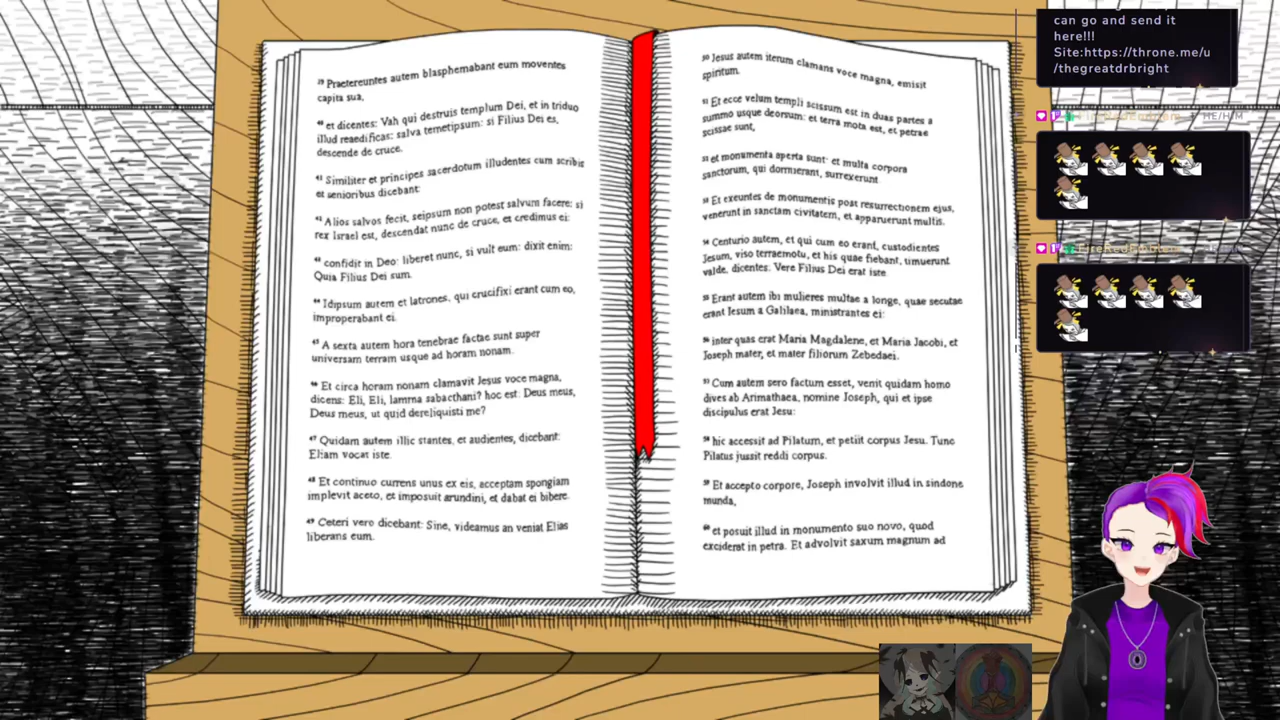 39 Praetereuntes autem blasphemabant eum moventes
capita sua,
40 et dicentes: Vah qui destruis templum Dei, et in triduo
illud reaedificas: salva temetipsum: si Filius Dei es,
descende de cruce.
41 Similiter et principes sacerdotum illudentes cum scribis
et senioribus dicebant:
42 Alios salvos fecit, seipsum non potest salvum facere: si
rex Israel est, descendat nunc de cruce, et credimus ei:
43 confidit in Deo: liberet nunc, si vult eum: dixit enim:
Quia Filius Dei sum.
44 Idipsum autem et latrones, qui crucifixi erant cum eo,
improperabant ei.
45 A sexta autem hora tenebrae factae sunt super
universam terram usque ad horam nonam.
46 Et circa horam nonam clamavit Jesus voce magna,
dicens: Eli, Eli, lamma sabacthani? hoc est: Deus meus,
Deus meus, ut quid dereliquisti me?
47 Quidam autem illic stantes, et audientes, dicebant:
Eliam vocat iste.
48 Et continuo currens unus ex eis, acceptam spongiam
implevit aceto, et imposuit arundini, et dabat ei bibere.
49 Ceteri vero dicebant: Sine, videamus an veniat Elias
liberans eum.
50 Jesus autem iterum clamans voce magna, emisit
spiritum.
51 Et ecce velum templi scissum est in duas partes a
summo usque deorsum: et terra mota est, et petrae
scissae sunt,
52 et monumenta aperta sunt: et multa corpora
sanctorum, qui dormierant, surrexerunt
53 Et exeuntes de monumentis post resurrectionem ejus,
venerunt in sanctam civitatem, et apparuerunt multis.
54 Centurio autem, et qui cum eo erant, custodientes
Jesum, viso terraemotu, et his quae fiebant, timuerunt
valde, dicentes: Vere Filius Dei erat iste
55 Erant autem ibi mulieres multae a longe, quae secutae
erant Jesum a Galilaea, ministrantes ei:
56 inter quas erat Maria Magdalene, et Maria Jacobi, et
Joseph mater, et mater filiorum Zebedaei.
57 Cum autem sero factum esset, venit quidam homo
dives ab Arimathaea, nomine Joseph, qui et ipse
discipulus erat Jesu:
58 hic accessit ad Pilatum, et petiit corpus Jesu. Tunc
Pilatus jussit reddi corpus.
59 Et accepto corpore, Joseph involvit illud in sindone
munda,
60 et posuit illud in monumento suo novo, quod
exciderat in petra. Et advolvit saxum magnum ad
can go and send it
here!!!
Site:https://throne.me/u
/thegreatdrbright
FireRedEmblem HE/HIM
FireRedEmblem